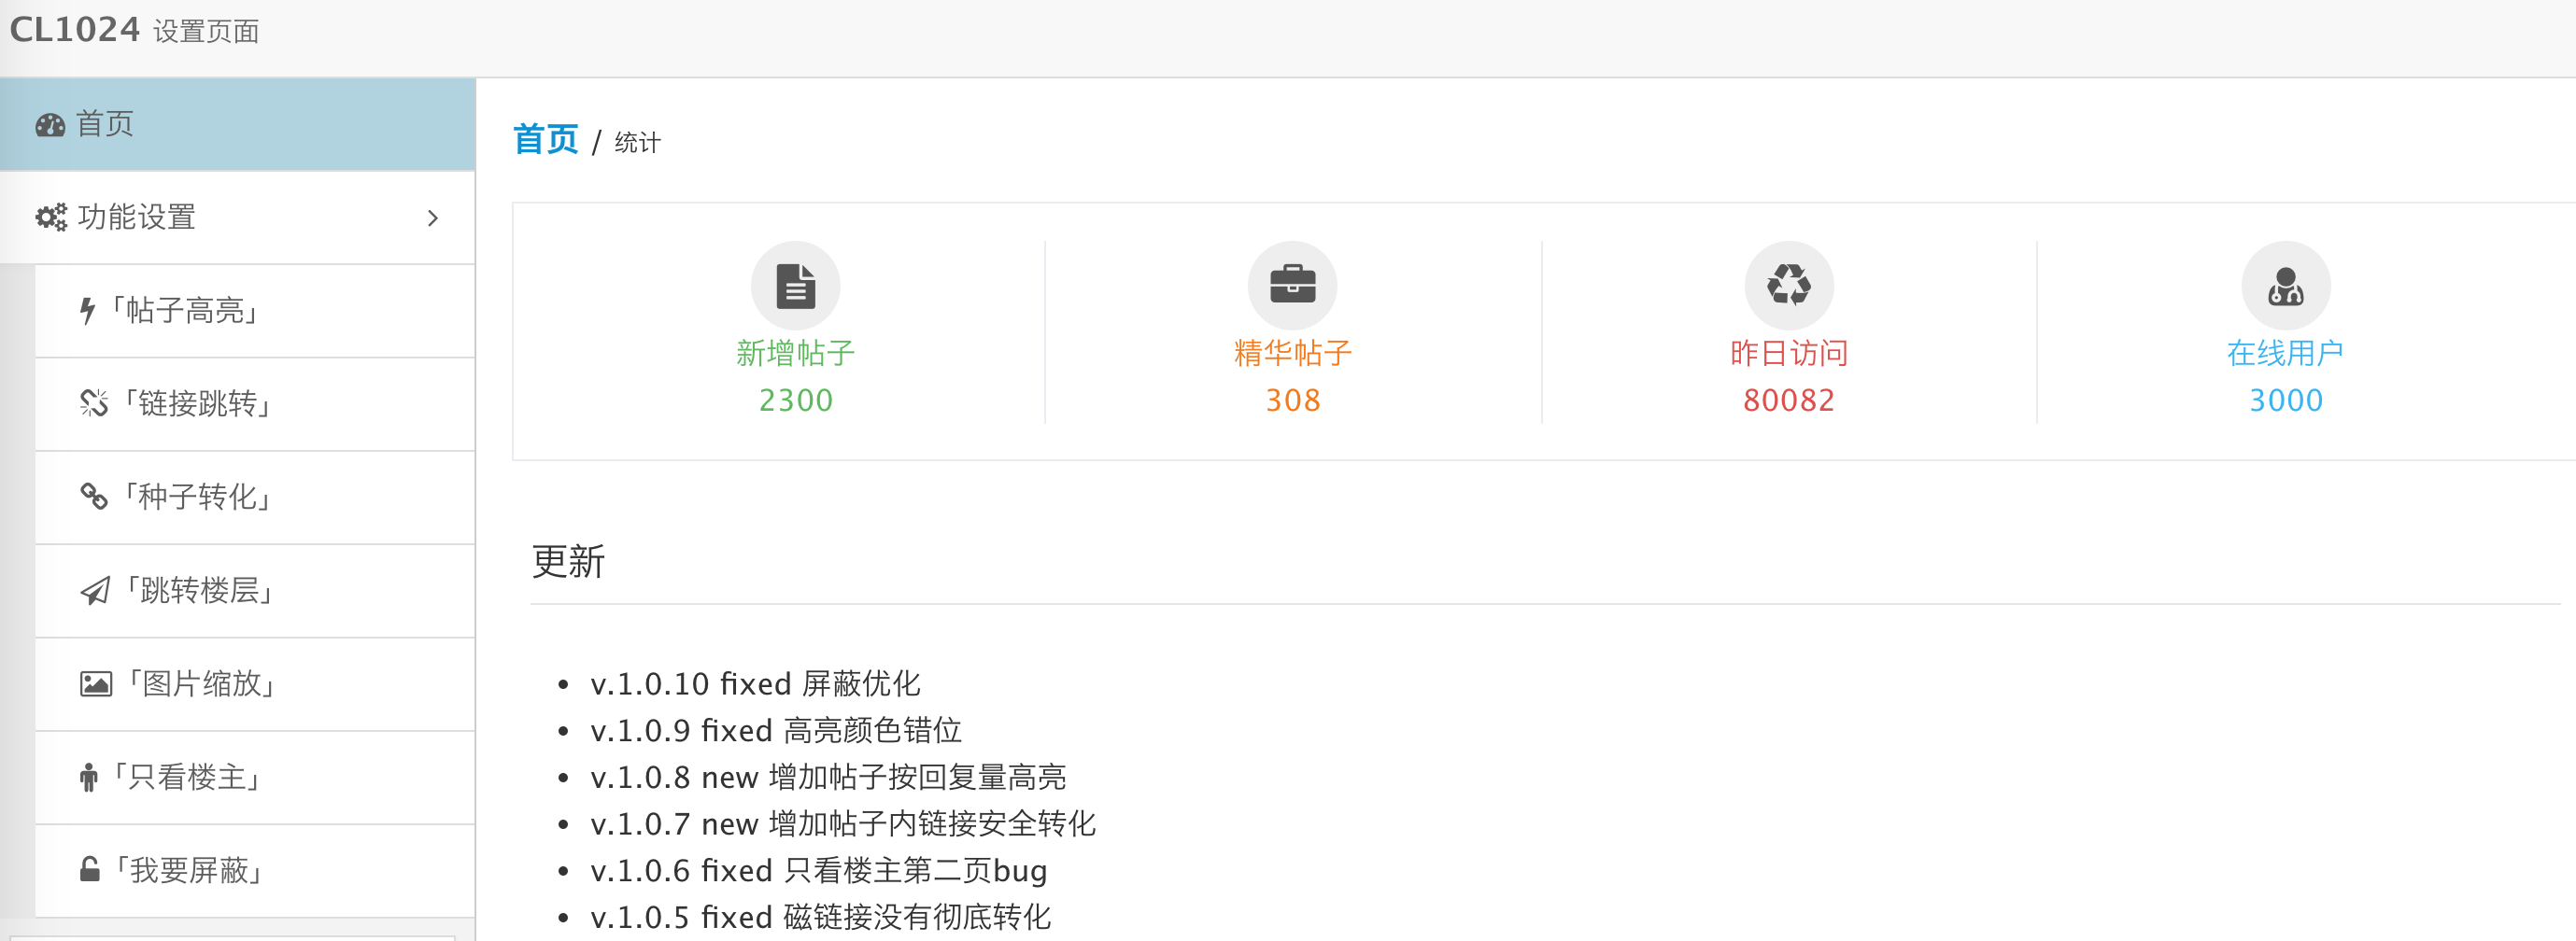 CL1024 设置页面
首页
功能设置
「帖子高亮」
「链接跳转」
「种子转化」
「跳转楼层」
「图片缩放」
「只看楼主」
「我要屏蔽」
首页 / 统计
新增帖子
2300
精华帖子
308
昨日访问
80082
在线用户
3000
更新
v.1.0.10 fixed 屏蔽优化
v.1.0.9 fixed 高亮颜色错位
v.1.0.8 new 增加帖子按回复量高亮
v.1.0.7 new 增加帖子内链接安全转化
v.1.0.6 fixed 只看楼主第二页bug
v.1.0.5 fixed 磁链接没有彻底转化